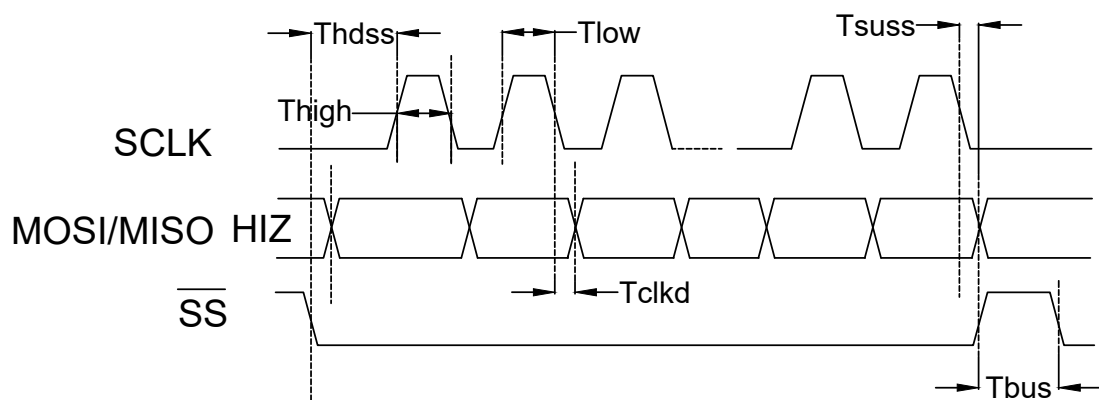 Thdss
Tlow
Tsuss
Thigh
SCLK
MOSI/MISO HIZ
Tclkd
SS
Tbus